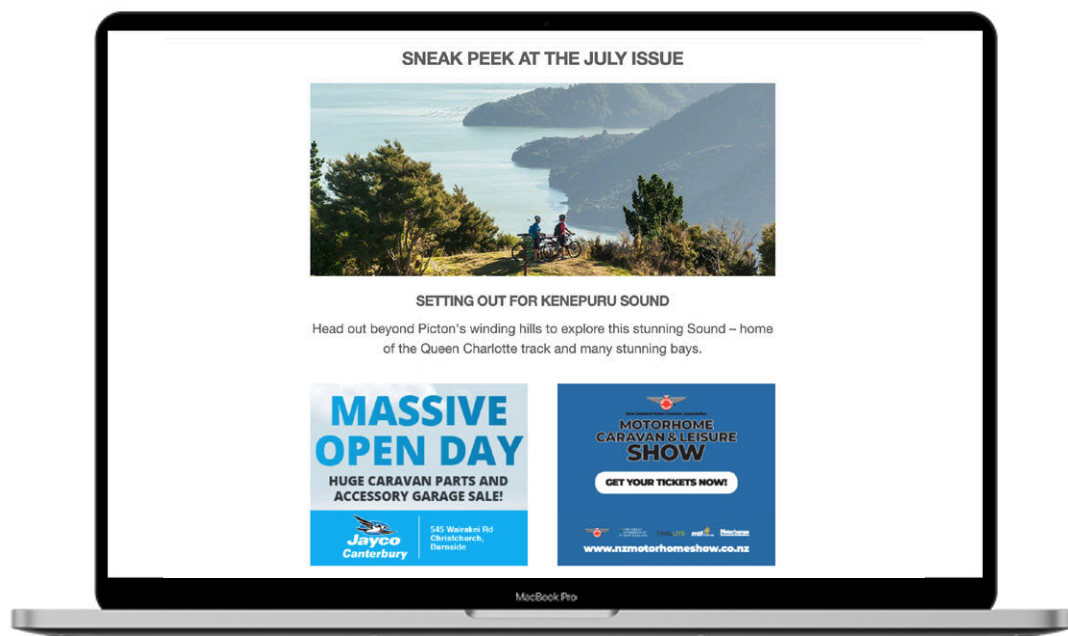 SNEAK PEEK AT THE JULY ISSUE
SETTING OUT FOR KENEPURU SOUND
Head out beyond Picton's winding hills to explore this stunning Sound – home
of the Queen Charlotte track and many stunning bays.
MASSIVE
OPEN DAY
HUGE CARAVAN PARTS AND
ACCESSORY GARAGE SALE!
Jayco
Canterbury
545 Wairakei Rd
Christchurch,
Burnside
MOTORHOME
CARAVAN & LEISURE
SHOW
GET YOUR TICKETS NOW!
TRAILLITE
www.nzmotorhomeshow.co.nz
MacBook Pro